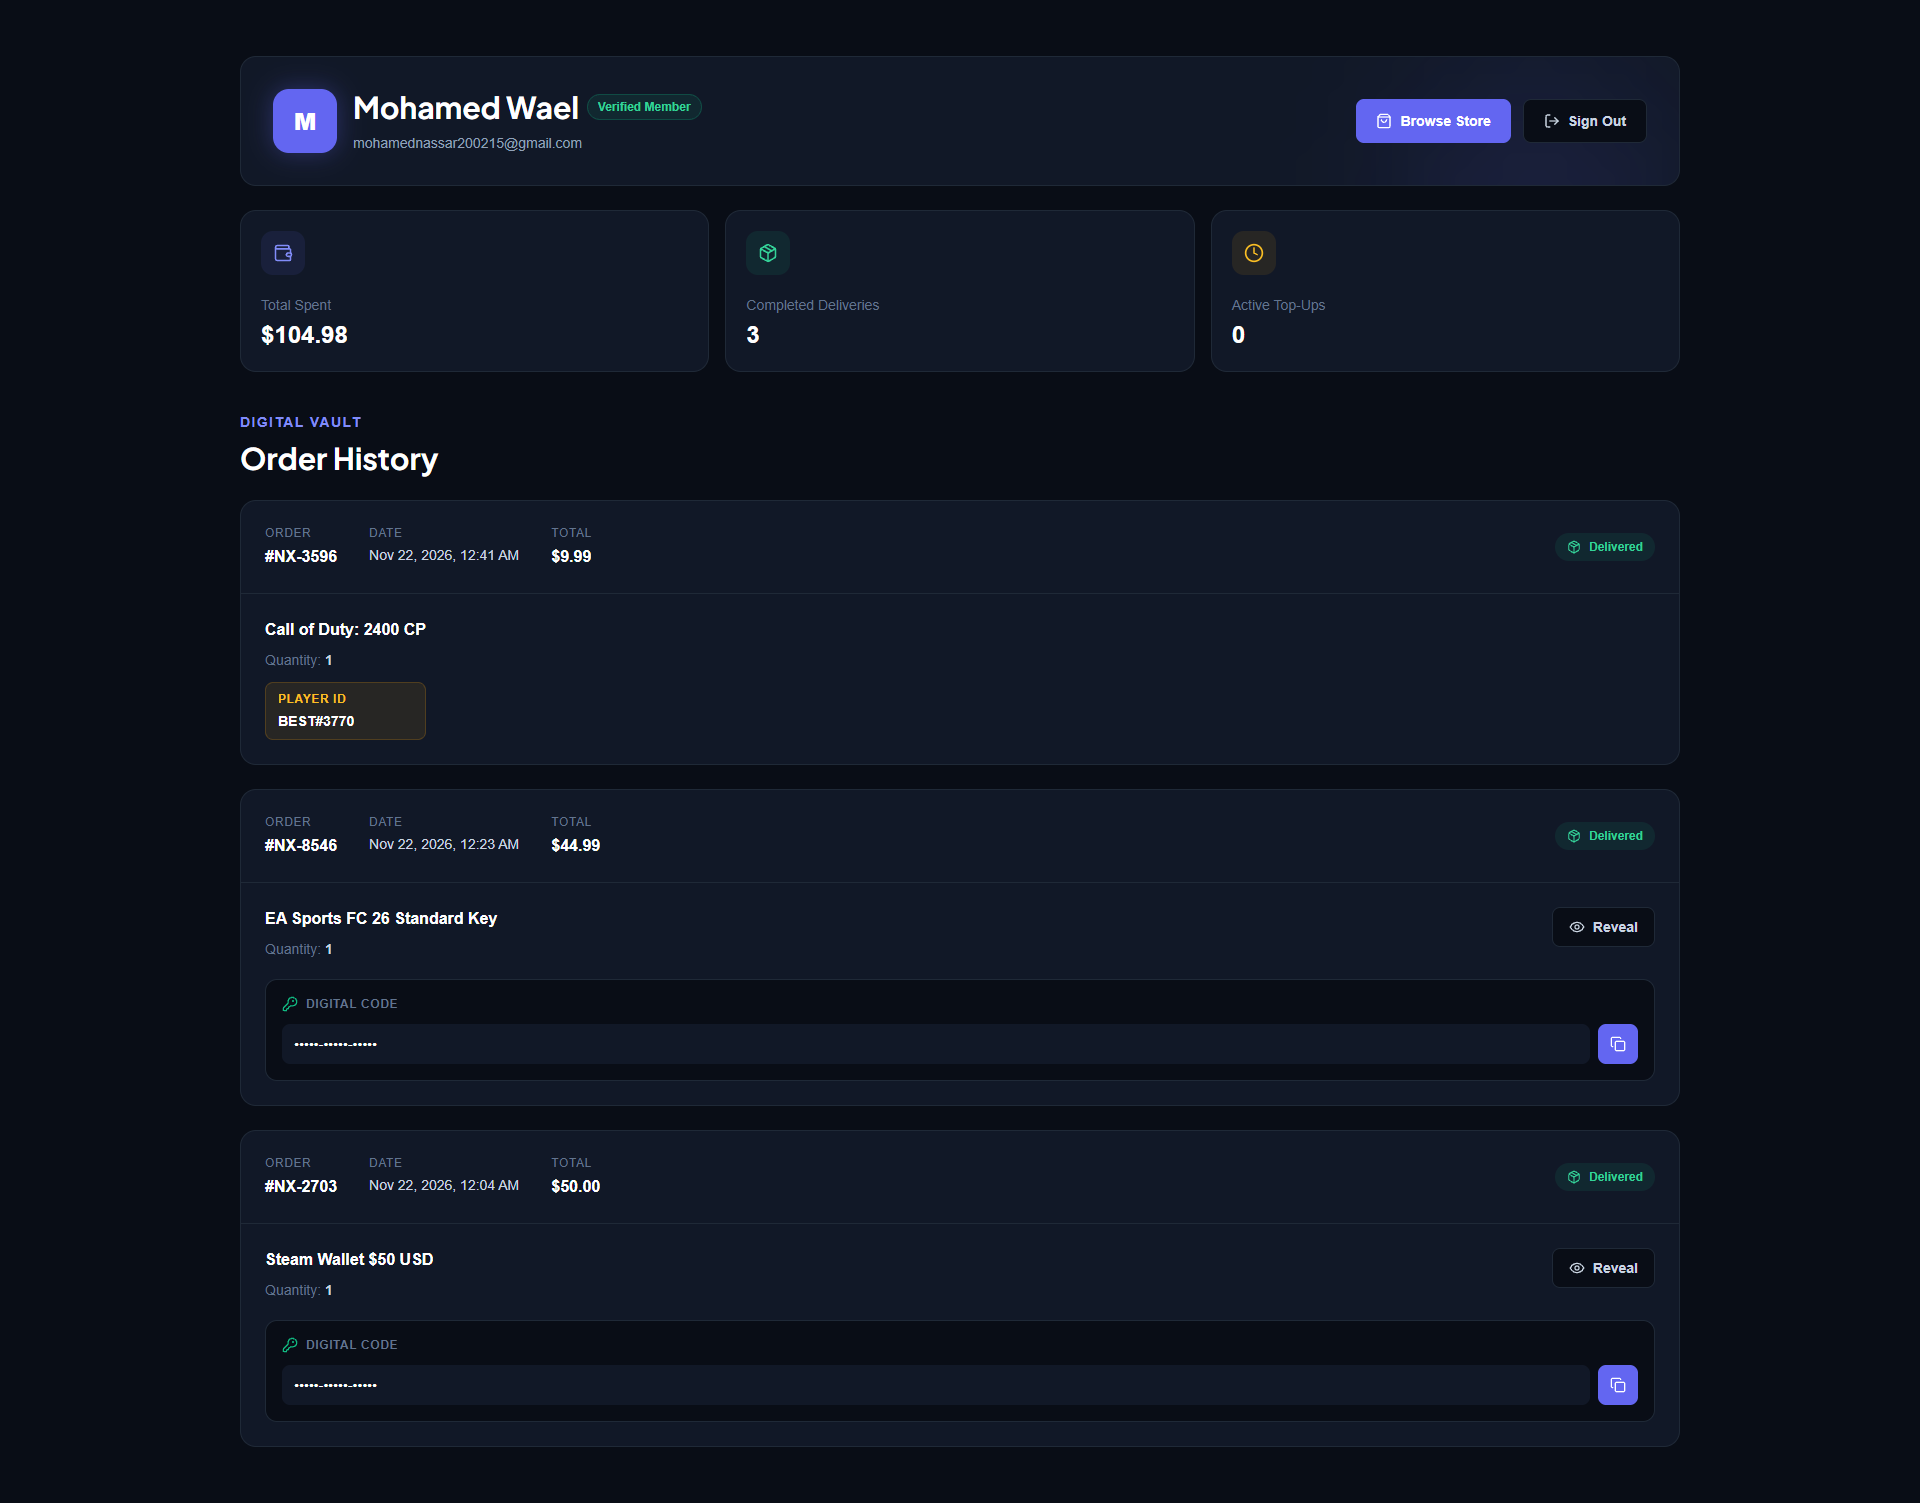 M
Mohamed Wael Verified Member
mohamednassar200215@gmail.com
Browse Store
Sign Out
Total Spent
$104.98
Completed Deliveries
3
Active Top-Ups
0
DIGITAL VAULT
Order History
ORDER DATE TOTAL
#NX-3596 Nov 22, 2026, 12:41 AM $9.99
Delivered
Call of Duty: 2400 CP
Quantity: 1
PLAYER ID
BEST#3770
ORDER DATE TOTAL
#NX-8546 Nov 22, 2026, 12:23 AM $44.99
Delivered
EA Sports FC 26 Standard Key
Reveal
Quantity: 1
DIGITAL CODE
•••••-•••••-•••••
ORDER DATE TOTAL
#NX-2703 Nov 22, 2026, 12:04 AM $50.00
Delivered
Steam Wallet $50 USD
Reveal
Quantity: 1
DIGITAL CODE
•••••-•••••-•••••